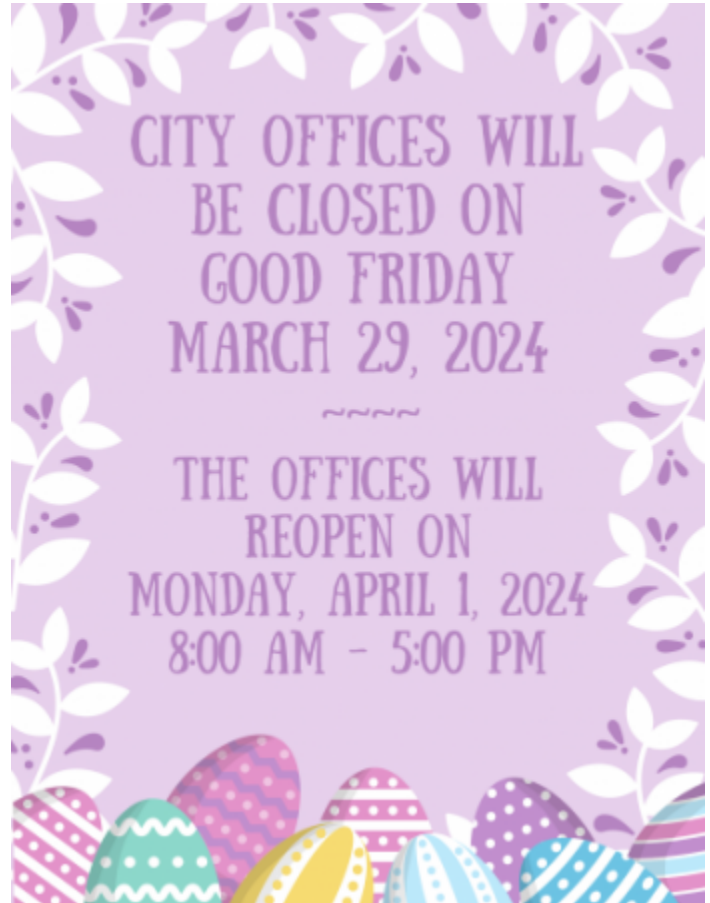 CITY OFFICES WILL
BE CLOSED ON
GOOD FRIDAY
MARCH 29, 2024
~~~~
THE OFFICES WILL
REOPEN ON
MONDAY, APRIL 1, 2024
8:00 AM - 5:00 PM